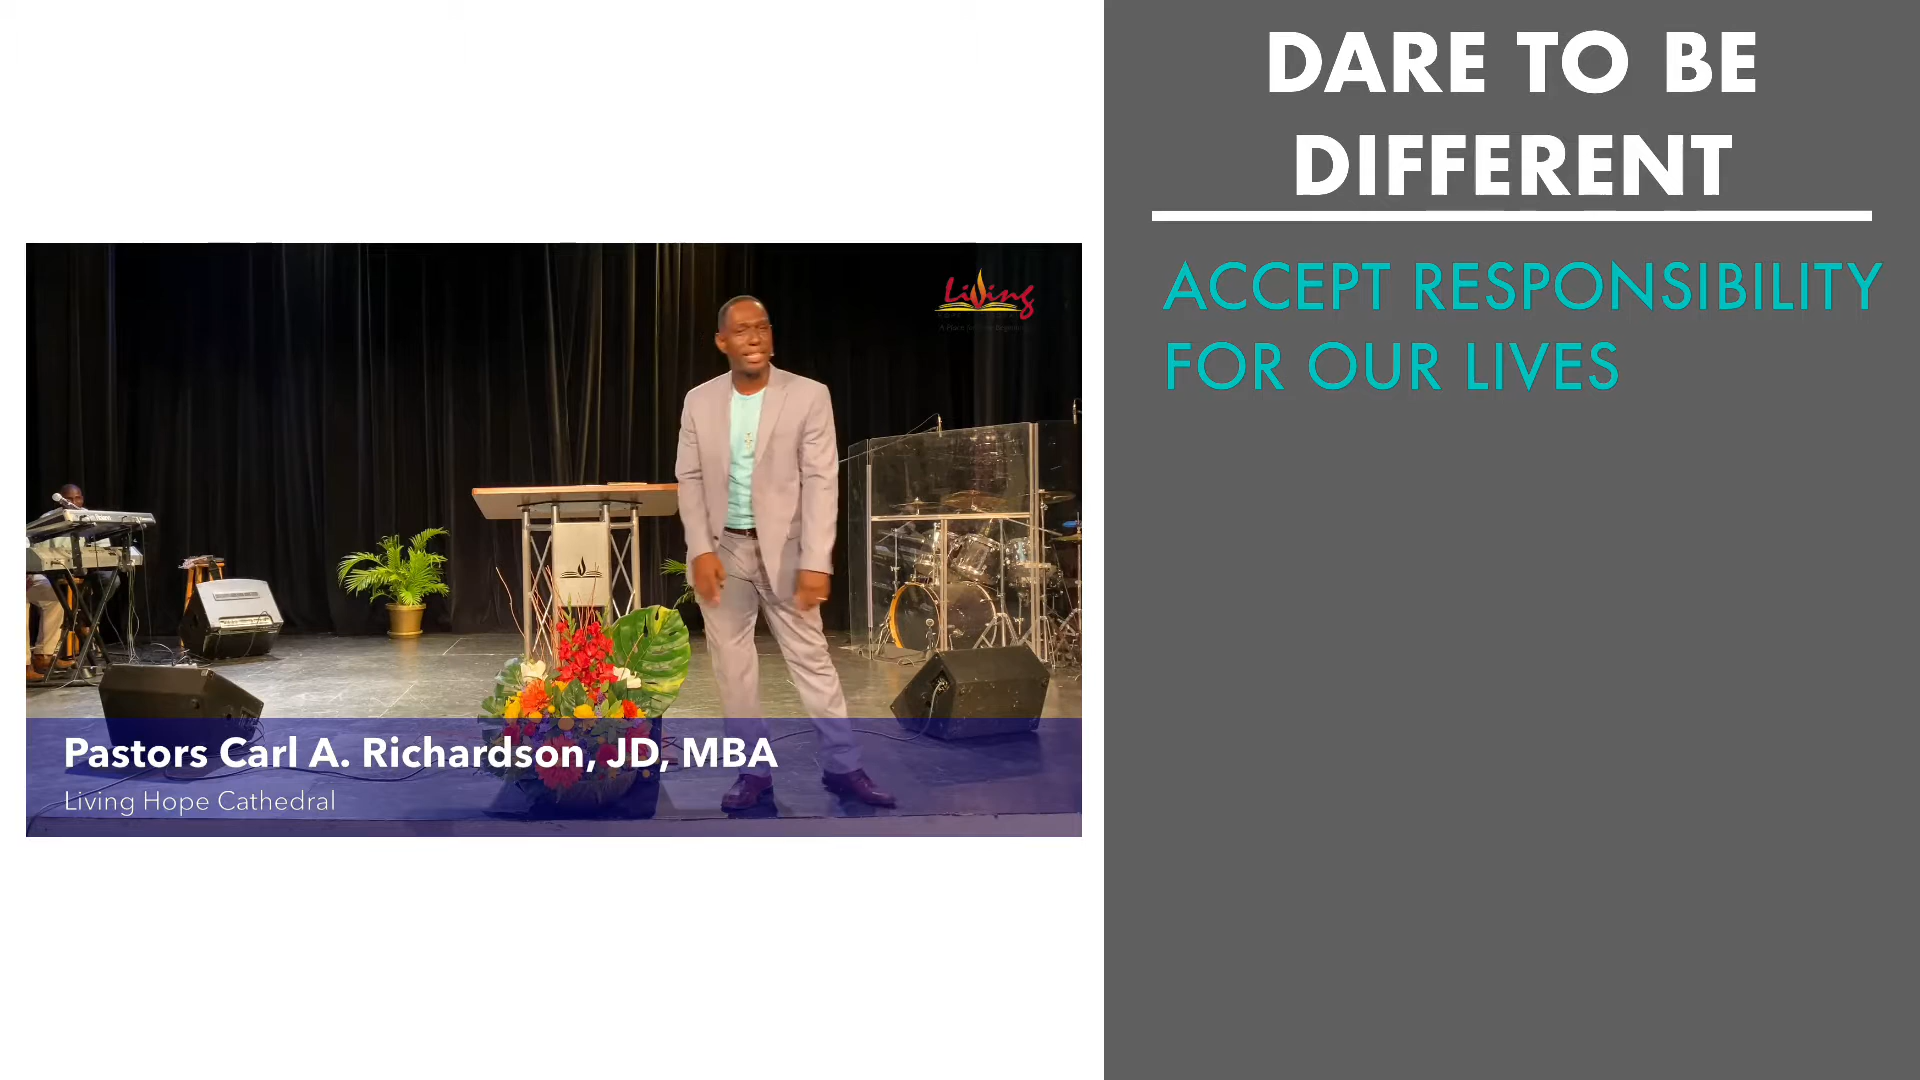 DARE TO BE
DIFFERENT
ACCEPT RESPONSIBILITY
FOR OUR LIVES
Living
Pastors Carl A. Richardson, JD, MBA
Living Hope Cathedral